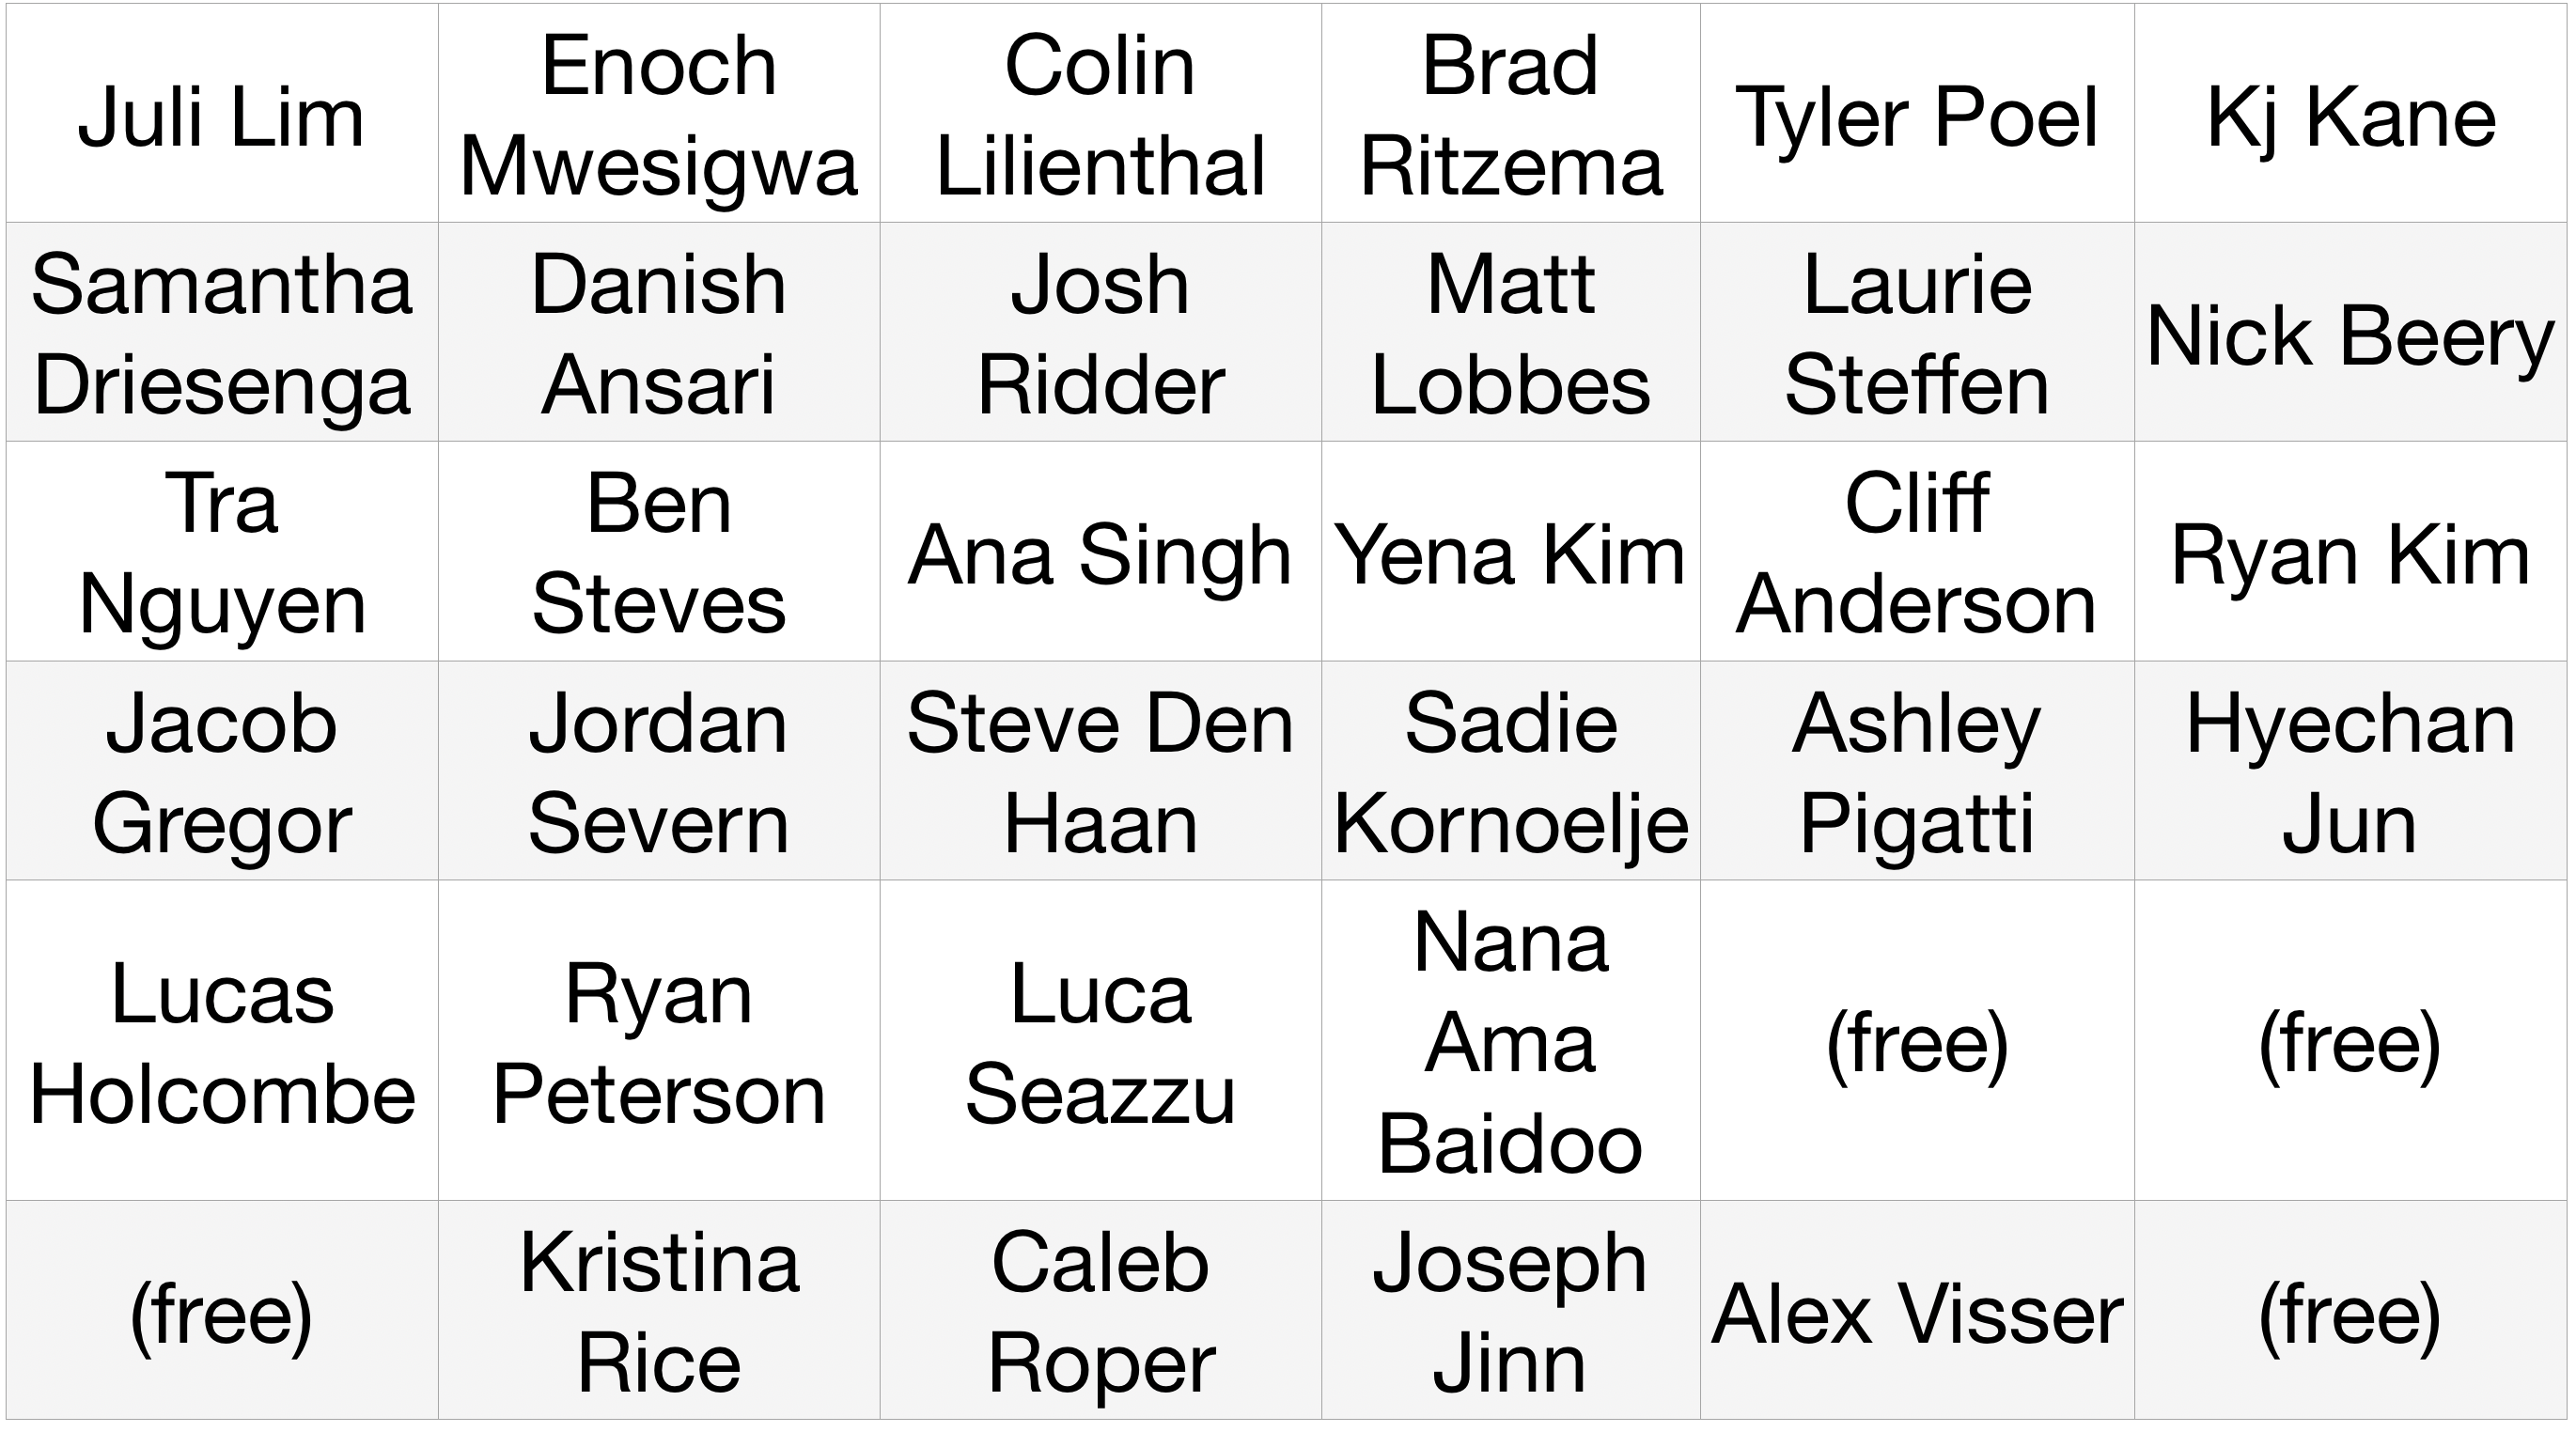 Juli Lim
Enoch
Mwesigwa
Colin
Lilienthal
Brad
Ritzema
Tyler Poel
Kj Kane
Samantha
Driesenga
Danish
Ansari
Josh
Ridder
Matt
Lobbes
Laurie
Steffen
Nick Beery
Tra
Nguyen
Ben
Steves
Ana Singh
Yena Kim
Cliff
Anderson
Ryan Kim
Jacob
Gregor
Jordan
Severn
Steve Den
Haan
Sadie
Kornoelje
Ashley
Pigatti
Hyechan
Jun
Lucas
Holcombe
Ryan
Peterson
Luca
Seazzu
Nana
Ama
Baidoo
(free)
(free)
(free)
Kristina
Rice
Caleb
Roper
Joseph
Jinn
Alex Visser
(free)